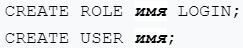 CREATE ROLE имя LOGIN;
CREATE USER имя;